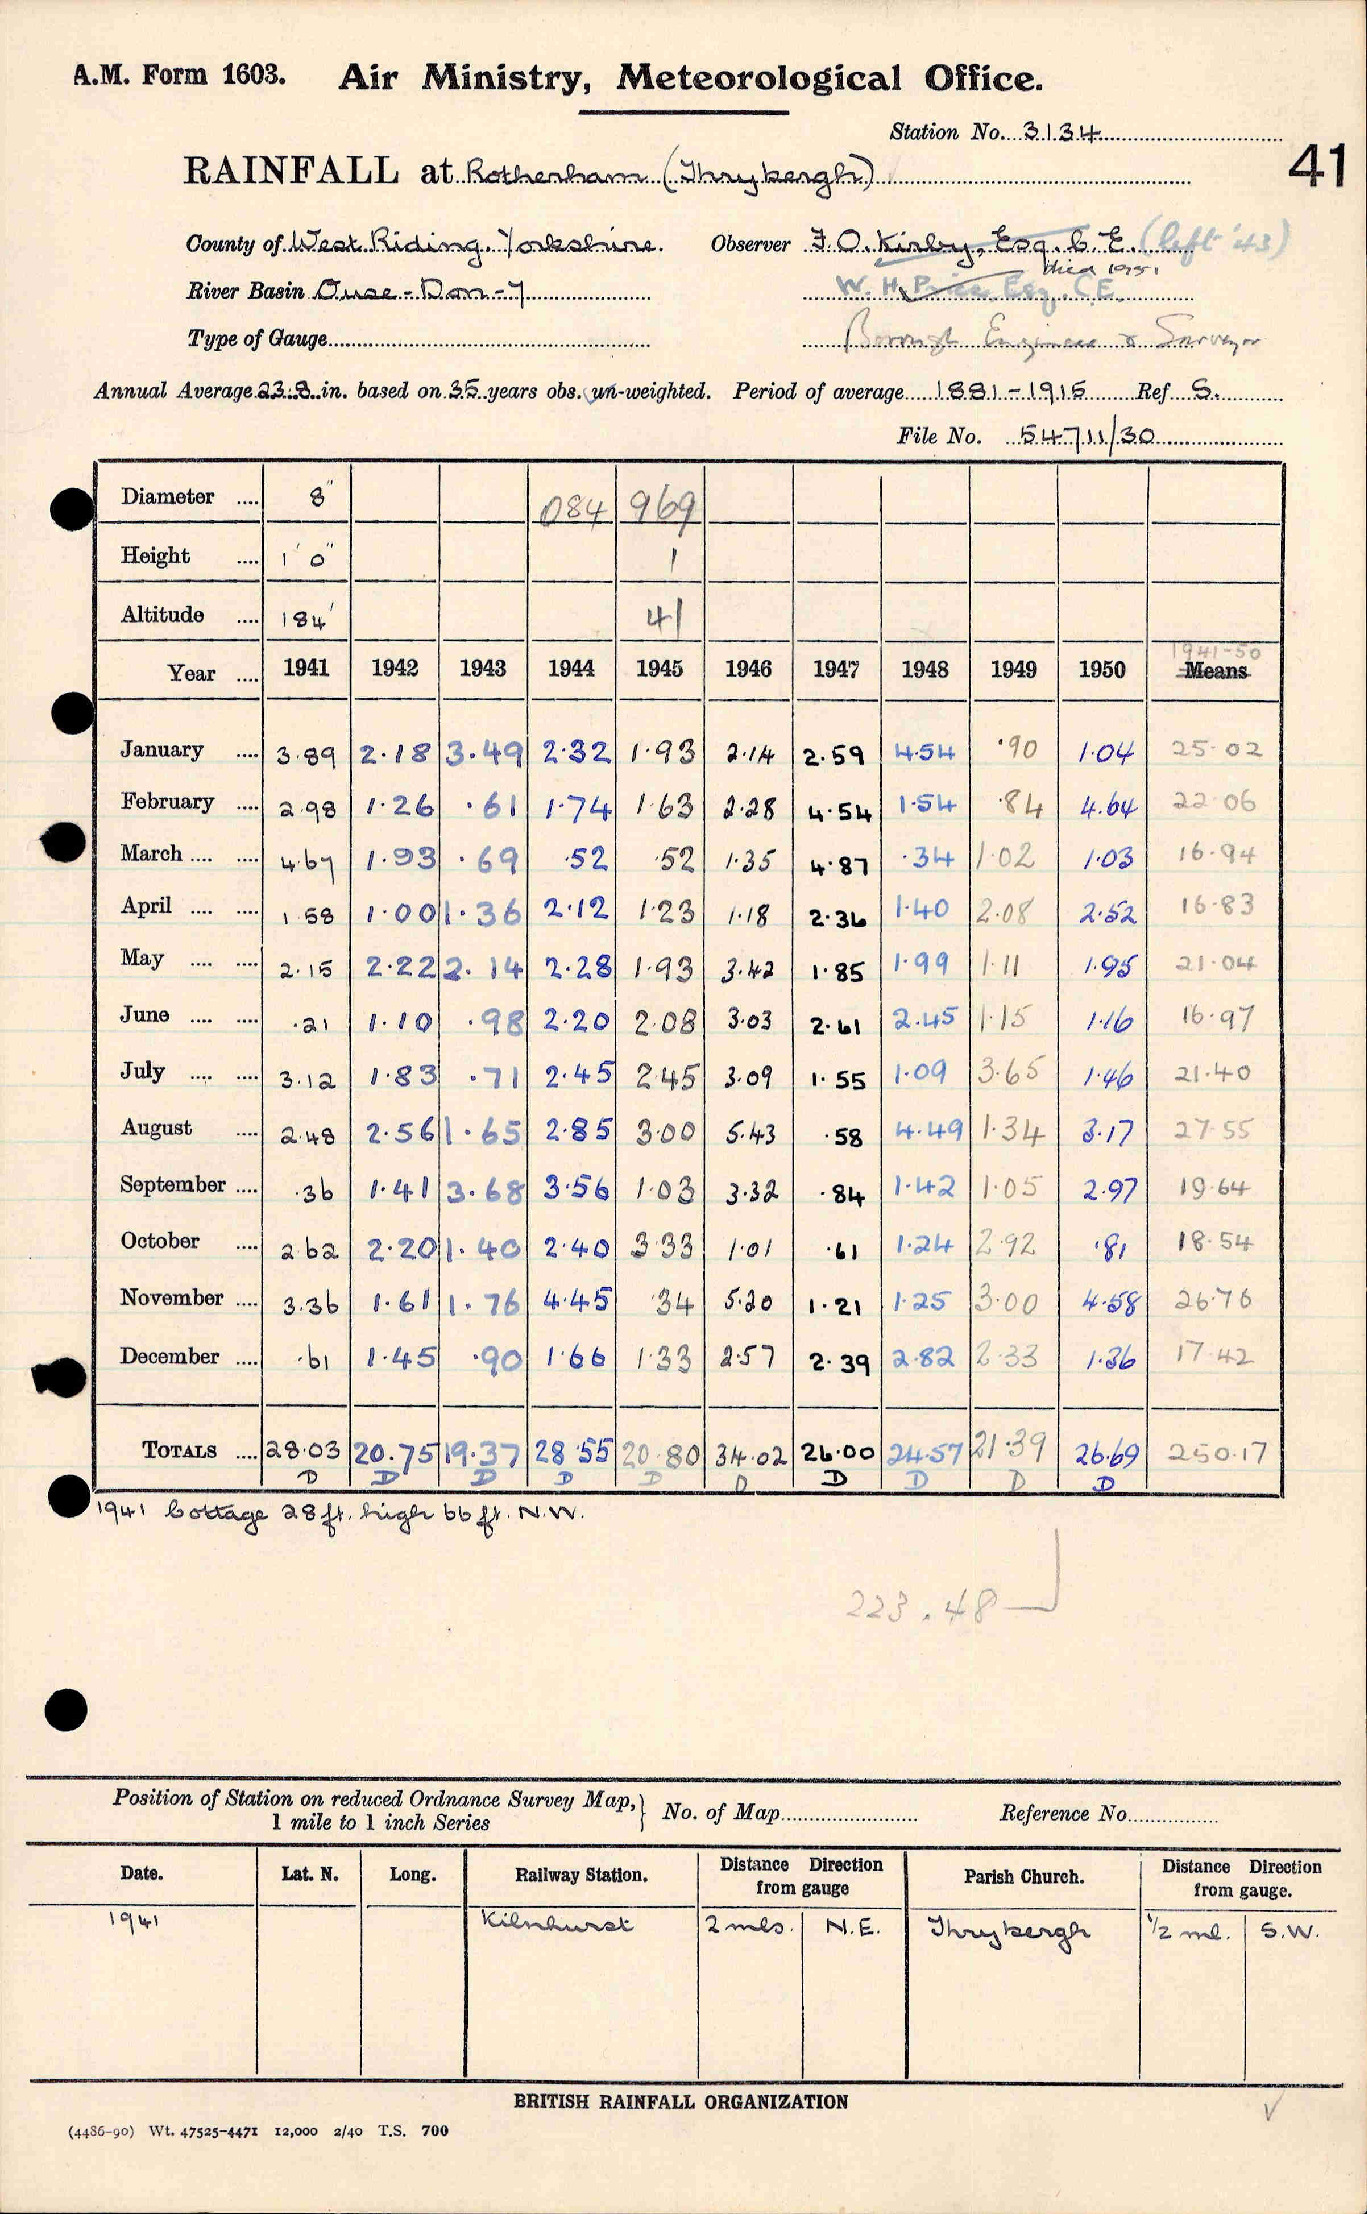 A.M. Form 1603. Air Ministry, Meteorological Office.
Station No. 3134
41
RAINFALL at Rotherham (Thrybergh)
County of West Riding. Yorkshire. Observer F.O. Kirby, Esq. C.E. (left '43)
died 1951
River Basin Ouse - Don - 7 W. H. Price Esq. C.E.
Type of Gauge Borough Engineer & Surveyor
Annual Average 23.8 in. based on 35 years obs. un-weighted. Period of average 1881-1915 Ref S.
File No. 54711/30
Diameter .... 8" 084 969
Height .... 1' 0" 1
Altitude .... 184' 41
1941-50
Year .... 1941 1942 1943 1944 1945 1946 1947 1948 1949 1950 Means
January .... 3.89 2.18 3.49 2.32 1.93 2.14 2.59 4.54 .90 1.04 25.02
February .... 2.98 1.26 .61 1.74 1.63 2.28 4.54 1.54 .84 4.64 22.06
March .... .... 4.67 1.93 .69 .52 .52 1.35 4.87 .34 1.02 1.03 16.94
April .... .... 1.58 1.00 1.36 2.12 1.23 1.18 2.36 1.40 2.08 2.52 16.83
May .... .... 2.15 2.22 2.14 2.28 1.93 3.42 1.85 1.99 1.11 1.95 21.04
June .... .... .21 1.10 .98 2.20 2.08 3.03 2.61 2.45 1.15 1.16 16.97
July .... .... 3.12 1.83 .71 2.45 2.45 3.09 1.55 1.09 3.65 1.46 21.40
August .... 2.48 2.56 1.65 2.85 3.00 5.43 .58 4.49 1.34 3.17 27.55
September .... .36 1.41 3.68 3.56 1.03 3.32 .84 1.42 1.05 2.97 19.64
October .... 2.62 2.20 1.40 2.40 3.33 1.01 .61 1.24 2.92 .81 18.54
November .... 3.36 1.61 1.76 4.45 .34 5.20 1.21 1.25 3.00 4.58 26.76
December .... .61 1.45 .90 1.66 1.33 2.57 2.39 2.82 2.33 1.36 17.42
TOTALS .... 28.03 20.75 19.37 28.55 20.80 34.02 26.00 24.57 21.39 26.69 250.17
D D D D D D D D D D
1941 Cottage 28 ft. high 66 ft. N.W.
223.48
Position of Station on reduced Ordnance Survey Map, } No. of Map Reference No.
1 mile to 1 inch Series
Date. Lat. N. Long. Railway Station. Distance Direction from gauge Parish Church. Distance Direction from gauge.
1941 Kilnhurst 2 mls. N.E. Thrybergh 1/2 ml. S.W.
BRITISH RAINFALL ORGANIZATION
(4486-90) Wt. 47525-4471 12,000 2/40 T.S. 700